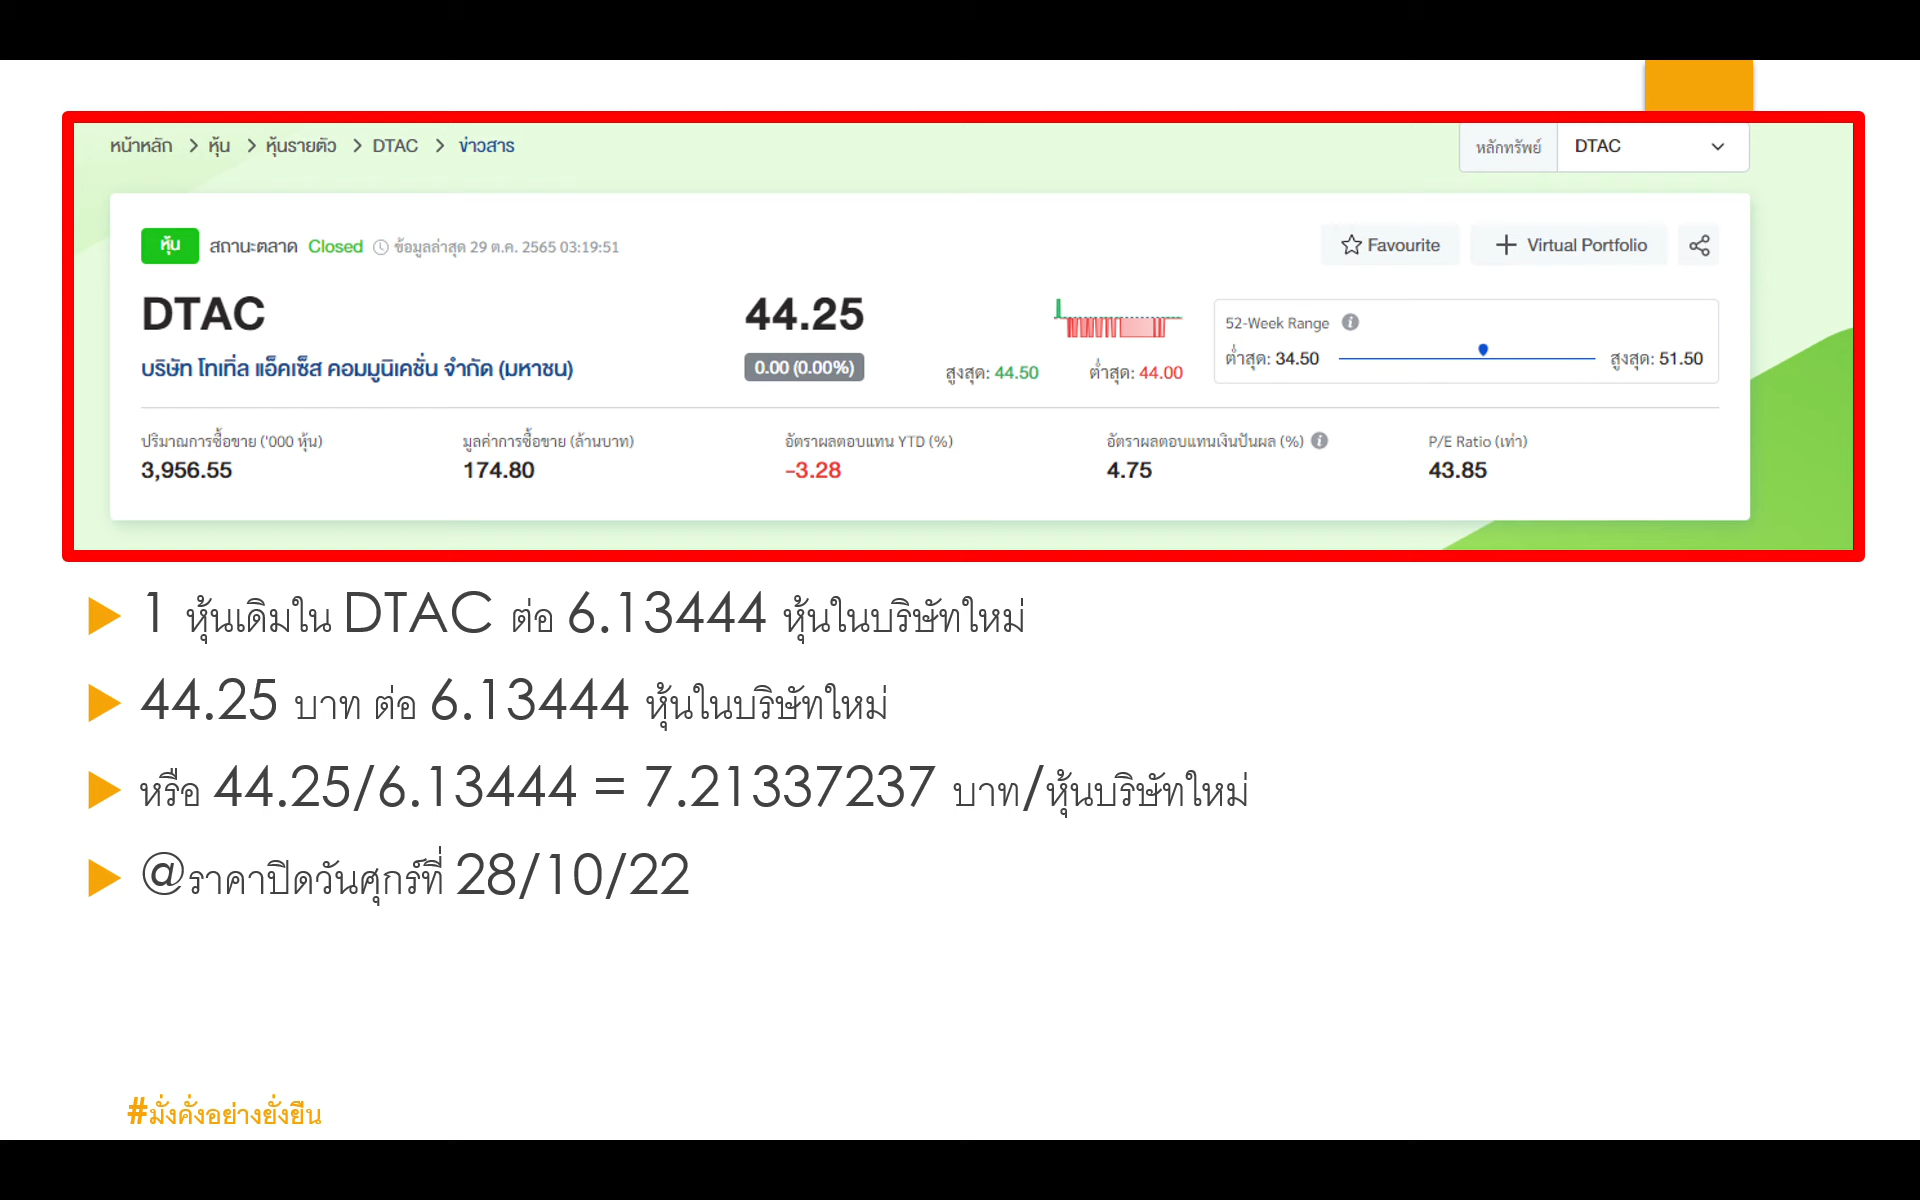 หน้าหลัก > หุ้น > หุ้นรายตัว > DTAC > ข่าวสาร
หลักทรัพย์ DTAC
หุ้น สถานะตลาด Closed ข้อมูลล่าสุด 29 ต.ค. 2565 03:19:51
Favourite
+ Virtual Portfolio
DTAC
บริษัท โทเทิ่ล แอ็คเซ็ส คอมมูนิเคชั่น จำกัด (มหาชน)
44.25
0.00 (0.00%)
สูงสุด: 44.50 ต่ำสุด: 44.00
52-Week Range
ต่ำสุด: 34.50 สูงสุด: 51.50
ปริมาณการซื้อขาย ('000 หุ้น)
3,956.55
มูลค่าการซื้อขาย (ล้านบาท)
174.80
อัตราผลตอบแทน YTD (%)
-3.28
อัตราผลตอบแทนเงินปันผล (%)
4.75
P/E Ratio (เท่า)
43.85
1 หุ้นเดิมใน DTAC ต่อ 6.13444 หุ้นในบริษัทใหม่
44.25 บาท ต่อ 6.13444 หุ้นในบริษัทใหม่
หรือ 44.25/6.13444 = 7.21337237 บาท/หุ้นบริษัทใหม่
@ราคาปิดวันศุกร์ที่ 28/10/22
#มั่งคั่งอย่างยั่งยืน